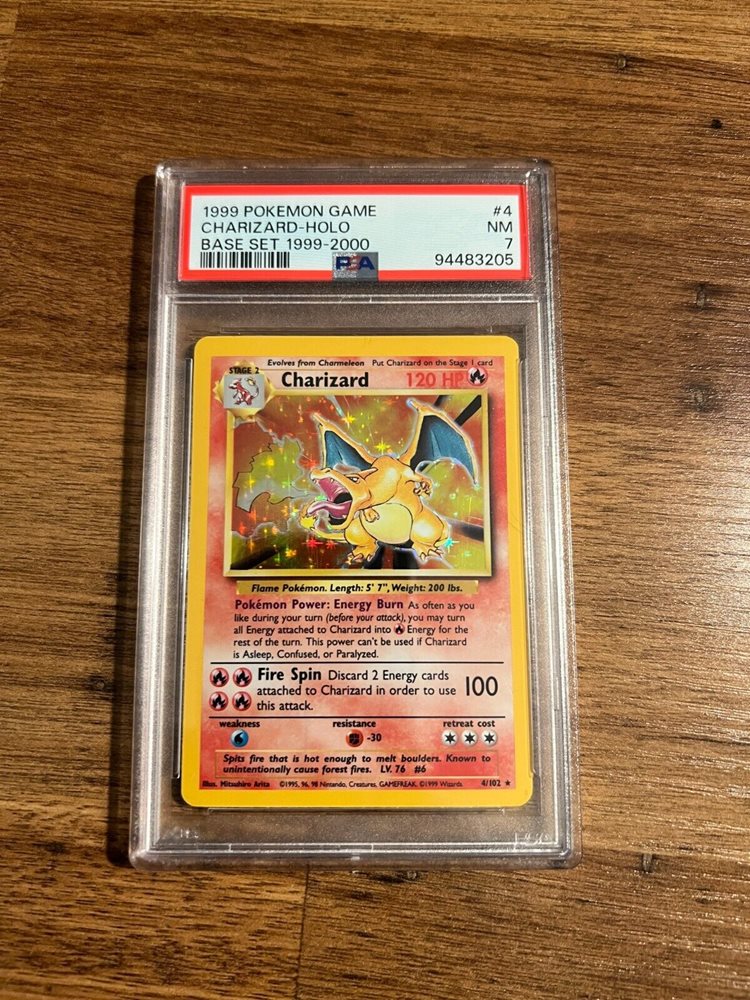 1999 POKEMON GAME #4
CHARIZARD-HOLO NM
BASE SET 1999-2000 7
PSA 94483205
Evolves from Charmeleon Put Charizard on the Stage 1 card
STAGE 2
Charizard 120 HP
Flame Pokémon. Length: 5' 7", Weight: 200 lbs.
Pokémon Power: Energy Burn As often as you
like during your turn (before your attack), you may turn
all Energy attached to Charizard into Energy for the
rest of the turn. This power can't be used if Charizard
is Asleep, Confused, or Paralyzed.
Fire Spin Discard 2 Energy cards
attached to Charizard in order to use 100
this attack.
weakness resistance retreat cost
-30
Spits fire that is hot enough to melt boulders. Known to
unintentionally cause forest fires. LV. 76 #6
Illus. Mitsuhiro Arita ©1995, 96, 98 Nintendo, Creatures, GAMEFREAK. ©1999 Wizards. 4/102 ★